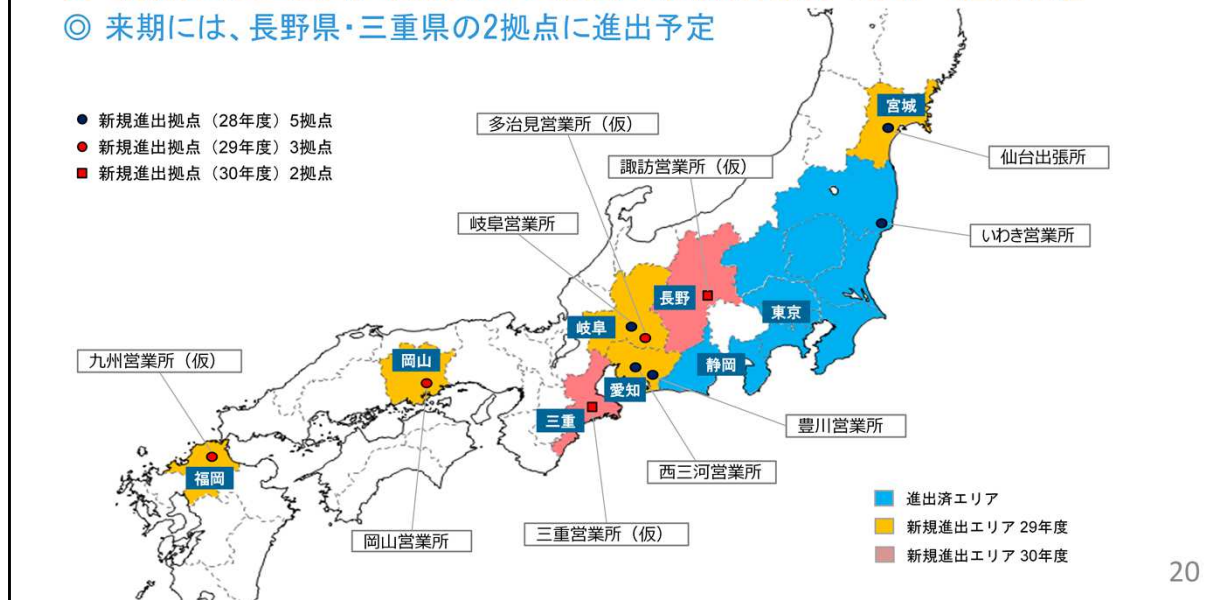 ◎ 来期には、長野県・三重県の2拠点に進出予定
● 新規進出拠点（28年度）5拠点
● 新規進出拠点（29年度）3拠点
■ 新規進出拠点（30年度）2拠点
多治見営業所（仮）
諏訪営業所（仮）
岐阜営業所
宮城
仙台出張所
いわき営業所
長野
東京
岐阜
静岡
九州営業所（仮）
岡山
愛知
三重
福岡
豊川営業所
西三河営業所
三重営業所（仮）
岡山営業所
進出済エリア
新規進出エリア 29年度
新規進出エリア 30年度
20